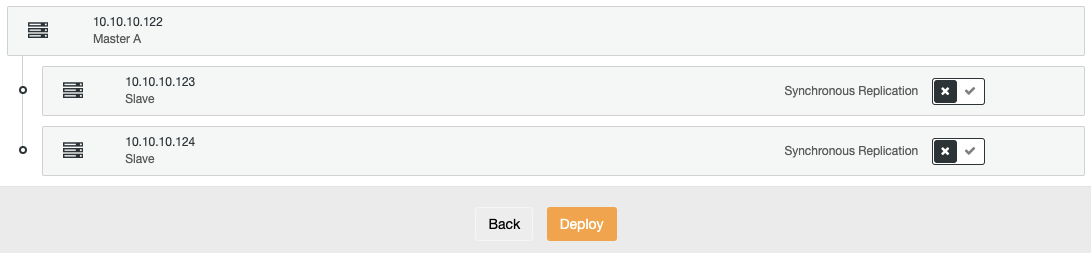 10.10.10.122
Master A
10.10.10.123
Slave
Synchronous Replication
10.10.10.124
Slave
Synchronous Replication
Back
Deploy